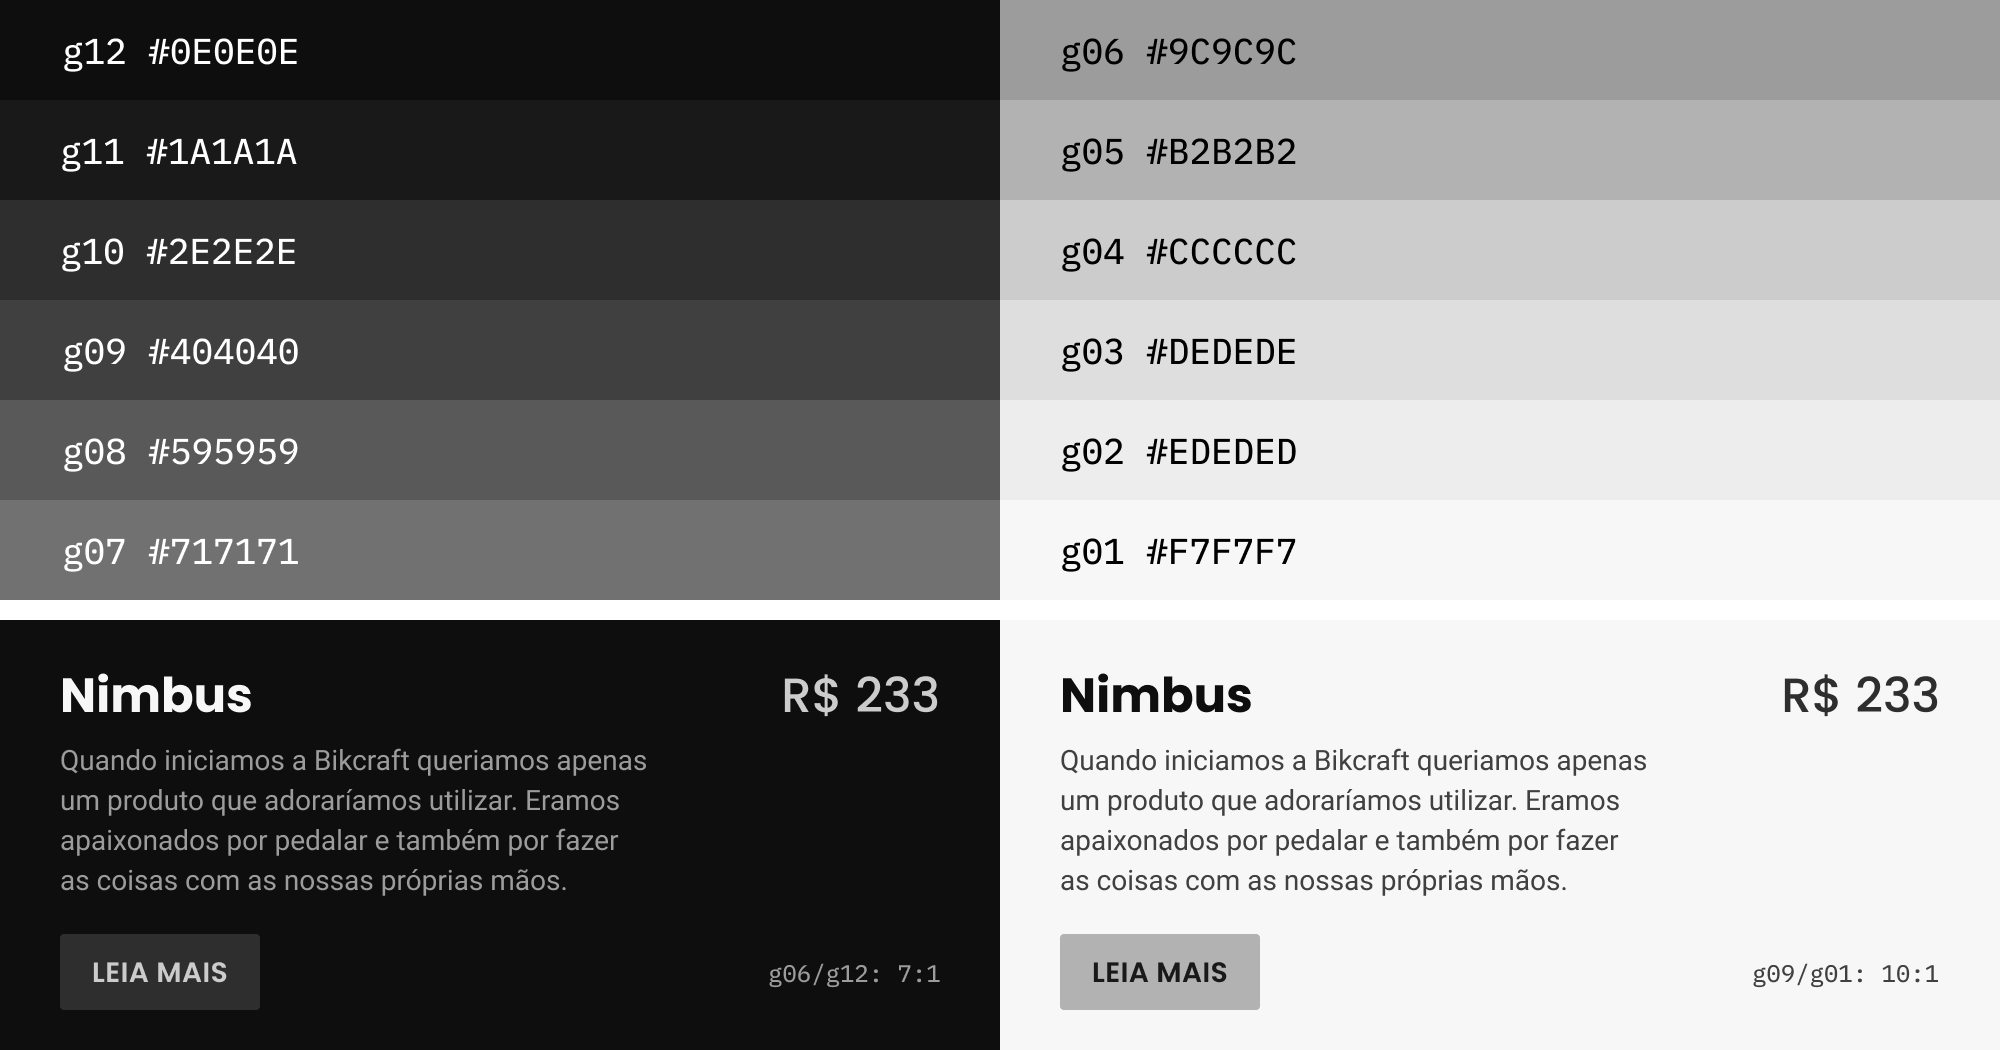 g12 #0E0E0E
g11 #1A1A1A
g10 #2E2E2E
g09 #404040
g08 #595959
g07 #717171
g06 #9C9C9C
g05 #B2B2B2
g04 #CCCCCC
g03 #DEDEDE
g02 #EDEDED
g01 #F7F7F7
Nimbus
R$ 233
Quando iniciamos a Bikcraft queriamos apenas
um produto que adoraríamos utilizar. Eramos
apaixonados por pedalar e também por fazer
as coisas com as nossas próprias mãos.
LEIA MAIS
g06/g12: 7:1
Nimbus
R$ 233
Quando iniciamos a Bikcraft queriamos apenas
um produto que adoraríamos utilizar. Eramos
apaixonados por pedalar e também por fazer
as coisas com as nossas próprias mãos.
LEIA MAIS
g09/g01: 10:1